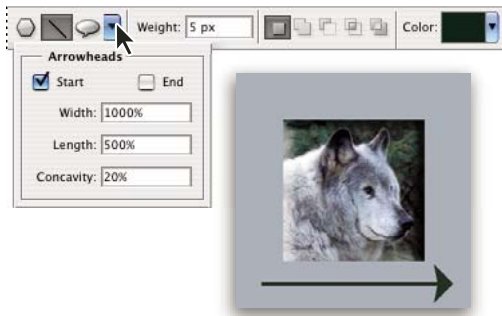 Weight: 5 px
Color:
Arrowheads
Start End
Width: 1000%
Length: 500%
Concavity: 20%